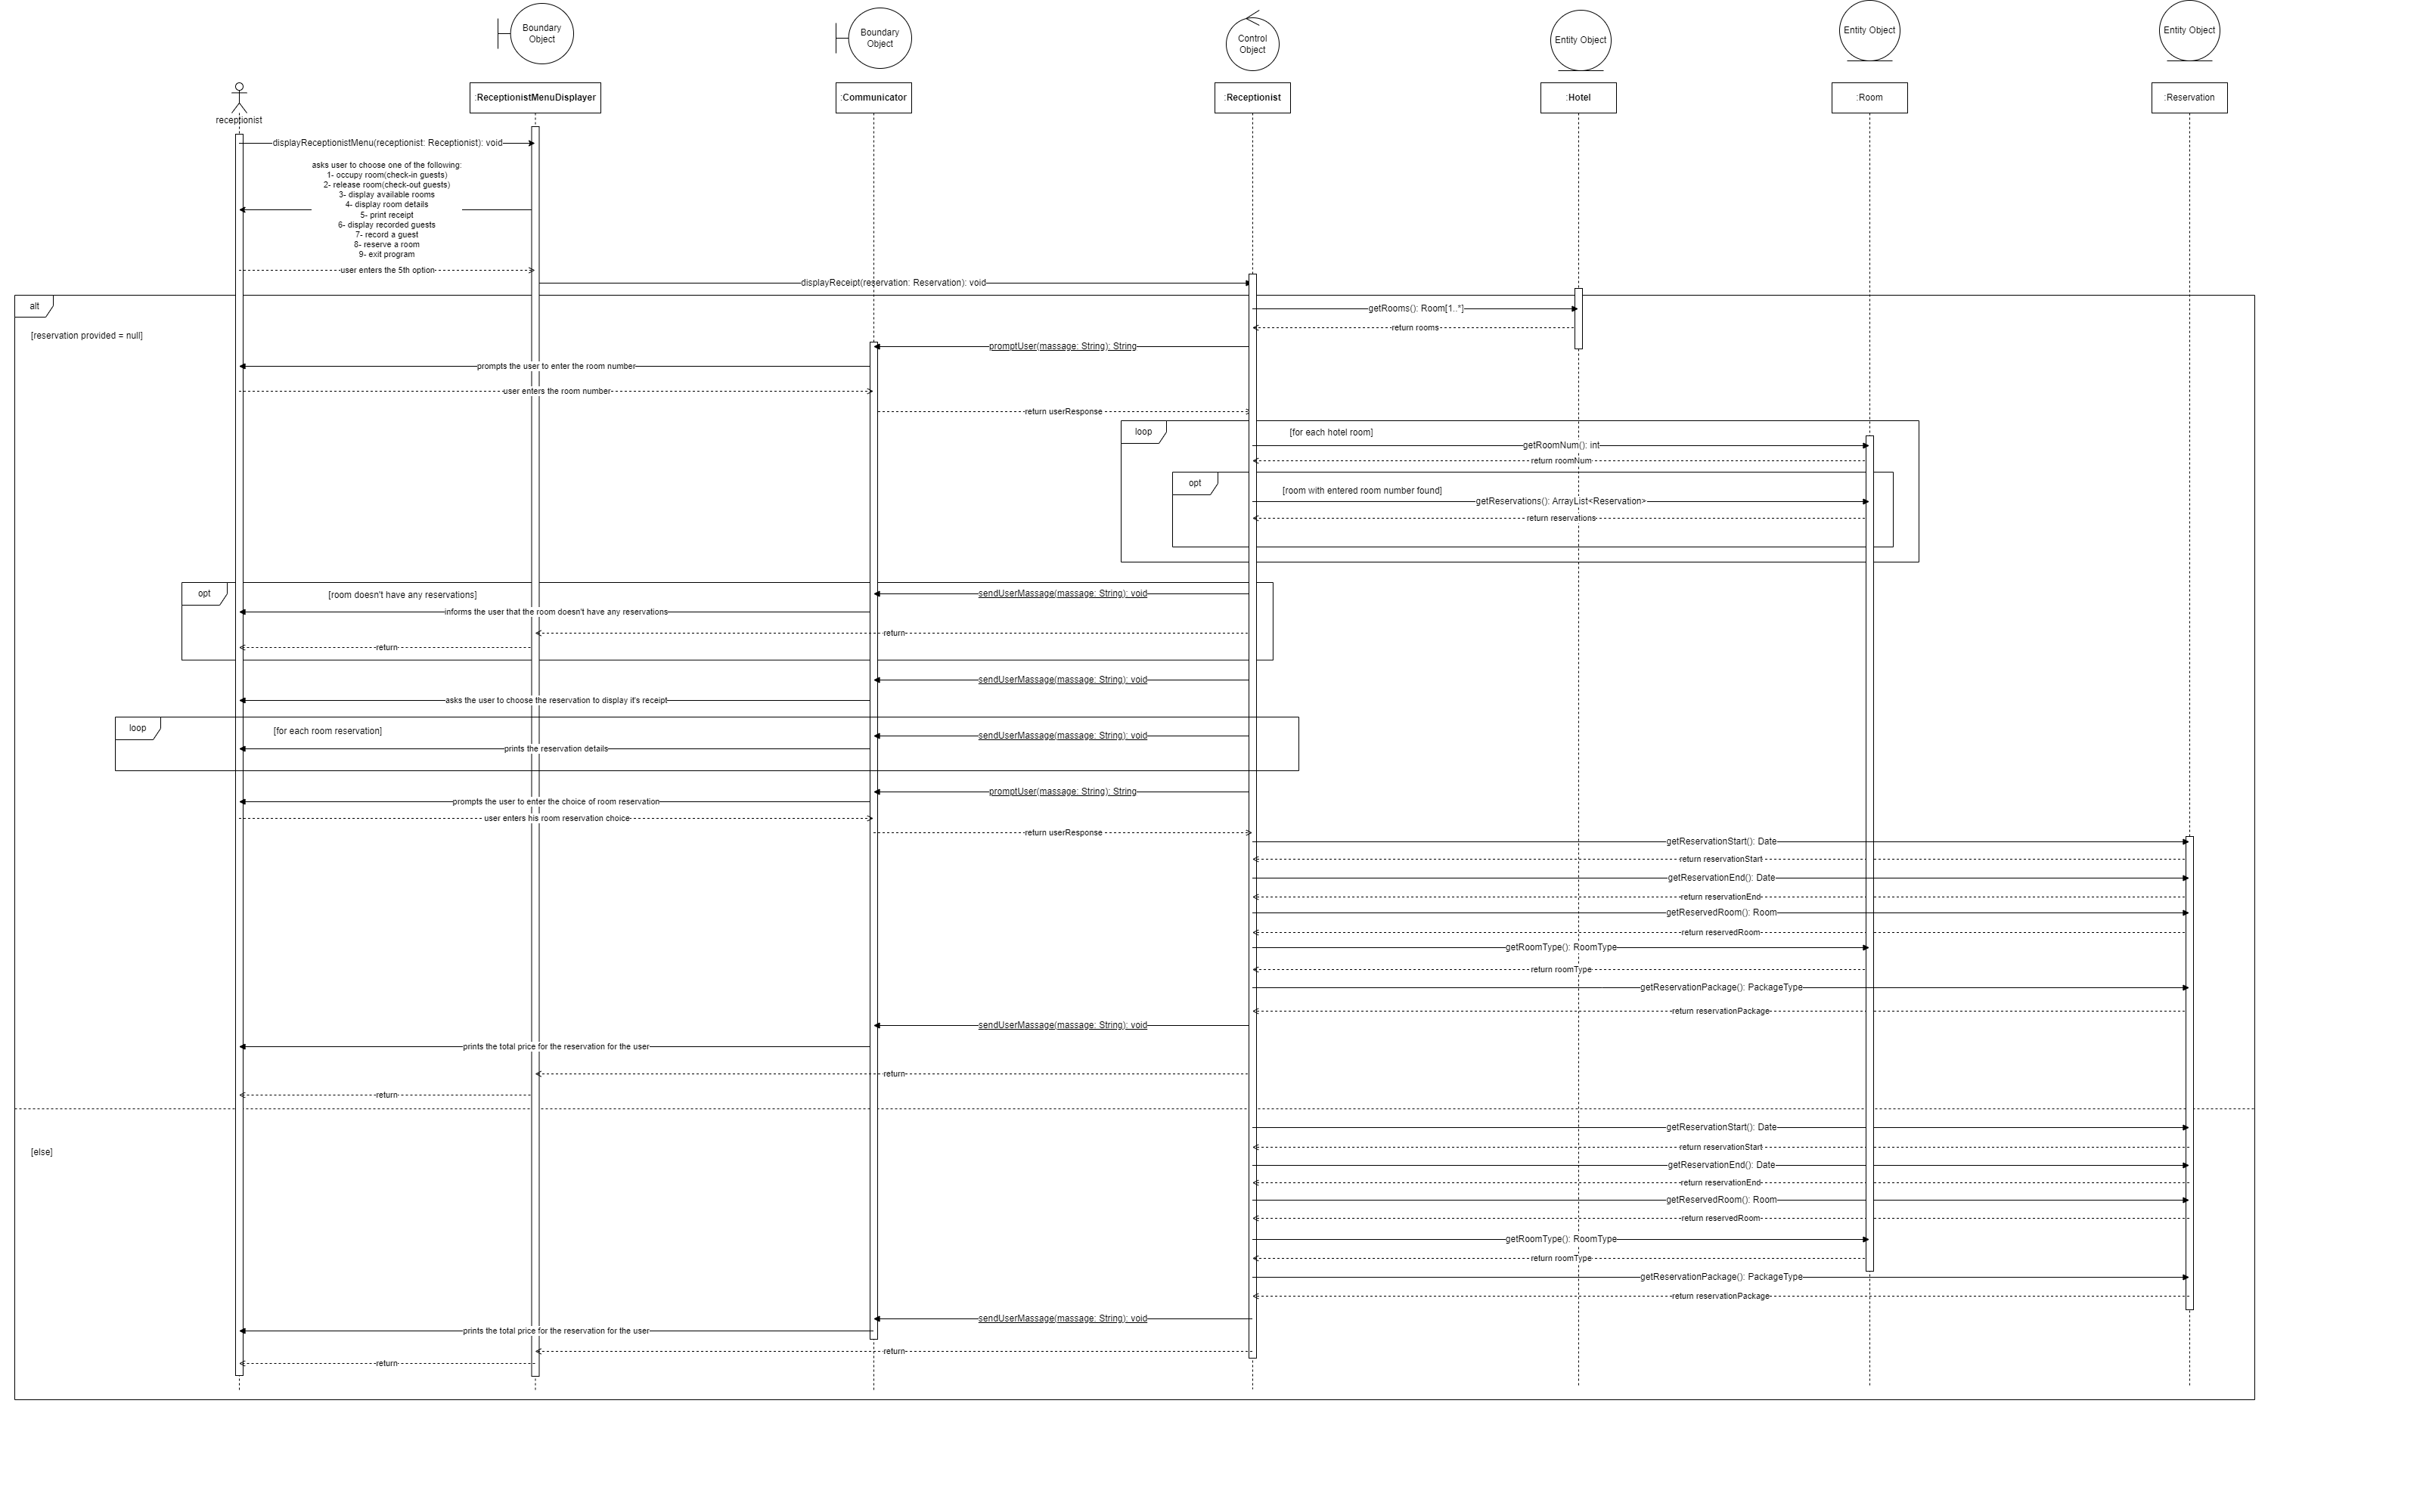 Boundary
Object
Boundary
Object
Control
Object
Entity Object
Entity Object
Entity Object
receptionist
:ReceptionistMenuDisplayer
:Communicator
:Receptionist
:Hotel
:Room
:Reservation
displayReceptionistMenu(receptionist: Receptionist): void
asks user to choose one of the following:
1- occupy room(check-in guests)
2- release room(check-out guests)
3- display available rooms
4- display room details
5- print receipt
6- display recorded guests
7- record a guest
8- reserve a room
9- exit program
user enters the 5th option
displayReceipt(reservation: Reservation): void
alt
[reservation provided = null]
getRooms(): Room[1..*]
return rooms
promptUser(massage: String): String
prompts the user to enter the room number
user enters the room number
return userResponse
loop
[for each hotel room]
getRoomNum(): int
return roomNum
opt
[room with entered room number found]
getReservations(): ArrayList<Reservation>
return reservations
opt
[room doesn't have any reservations]
sendUserMassage(massage: String): void
informs the user that the room doesn't have any reservations
return
return
sendUserMassage(massage: String): void
asks the user to choose the reservation to display it's receipt
loop
[for each room reservation]
sendUserMassage(massage: String): void
prints the reservation details
promptUser(massage: String): String
prompts the user to enter the choice of room reservation
user enters his room reservation choice
return userResponse
getReservationStart(): Date
return reservationStart
getReservationEnd(): Date
return reservationEnd
getReservedRoom(): Room
return reservedRoom
getRoomType(): RoomType
return roomType
getReservationPackage(): PackageType
return reservationPackage
sendUserMassage(massage: String): void
prints the total price for the reservation for the user
return
return
[else]
getReservationStart(): Date
return reservationStart
getReservationEnd(): Date
return reservationEnd
getReservedRoom(): Room
return reservedRoom
getRoomType(): RoomType
return roomType
getReservationPackage(): PackageType
return reservationPackage
sendUserMassage(massage: String): void
prints the total price for the reservation for the user
return
return